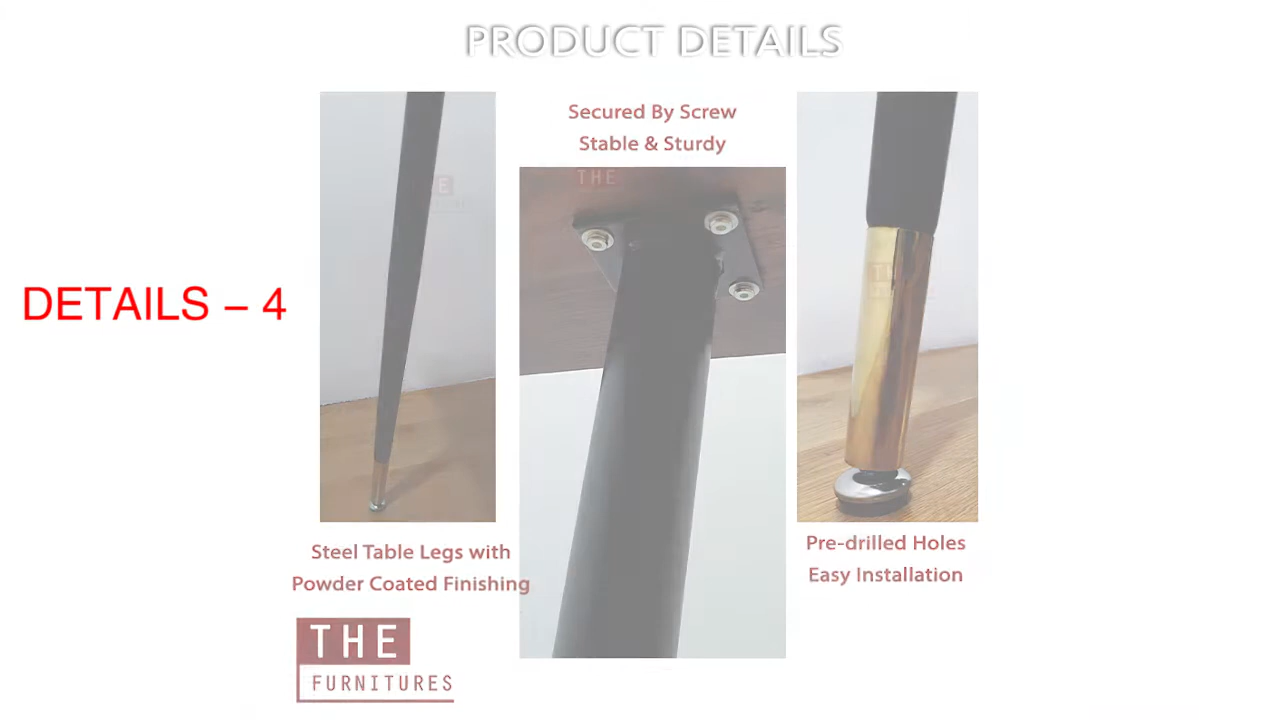 PRODUCT DETAILS
Secured By Screw
Stable & Sturdy
THE
DETAILS – 4
Steel Table Legs with
Powder Coated Finishing
Pre-drilled Holes
Easy Installation
THE
FURNITURES